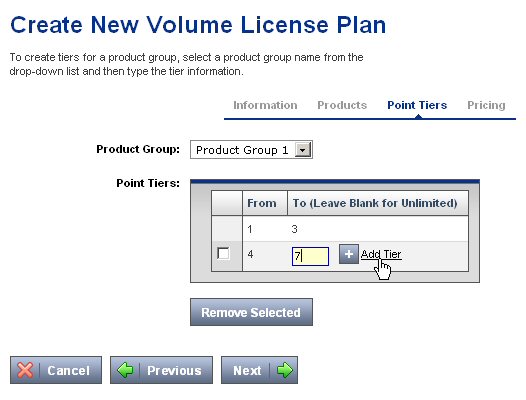 Create New Volume License Plan
To create tiers for a product group, select a product group name from the
drop-down list and then type the tier information.
Information Products Point Tiers Pricing
Product Group: Product Group 1
Point Tiers:
From To (Leave Blank for Unlimited)
1 3
4 7 + Add Tier
Remove Selected
Cancel Previous Next